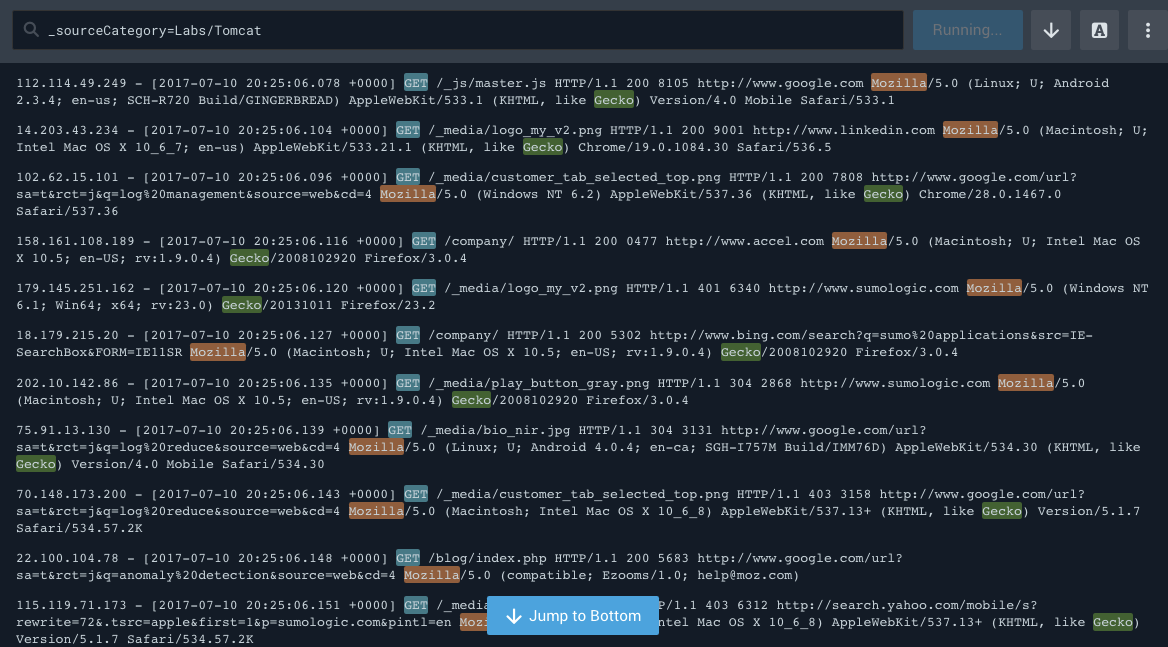 _sourceCategory=Labs/Tomcat
Running...
A
112.114.49.249 - [2017-07-10 20:25:06.078 +0000] GET /_js/master.js HTTP/1.1 200 8105 http://www.google.com Mozilla/5.0 (Linux; U; Android
2.3.4; en-us; SCH-R720 Build/GINGERBREAD) AppleWebKit/533.1 (KHTML, like Gecko) Version/4.0 Mobile Safari/533.1
14.203.43.234 - [2017-07-10 20:25:06.104 +0000] GET /_media/logo_my_v2.png HTTP/1.1 200 9001 http://www.linkedin.com Mozilla/5.0 (Macintosh; U;
Intel Mac OS X 10_6_7; en-us) AppleWebKit/533.21.1 (KHTML, like Gecko) Chrome/19.0.1084.30 Safari/536.5
102.62.15.101 - [2017-07-10 20:25:06.096 +0000] GET /_media/customer_tab_selected_top.png HTTP/1.1 200 7808 http://www.google.com/url?
sa=t&rct=j&q=log%20management&source=web&cd=4 Mozilla/5.0 (Windows NT 6.2) AppleWebKit/537.36 (KHTML, like Gecko) Chrome/28.0.1467.0
Safari/537.36
158.161.108.189 - [2017-07-10 20:25:06.116 +0000] GET /company/ HTTP/1.1 200 0477 http://www.accel.com Mozilla/5.0 (Macintosh; U; Intel Mac OS
X 10.5; en-US; rv:1.9.0.4) Gecko/2008102920 Firefox/3.0.4
179.145.251.162 - [2017-07-10 20:25:06.120 +0000] GET /_media/logo_my_v2.png HTTP/1.1 401 6340 http://www.sumologic.com Mozilla/5.0 (Windows NT
6.1; Win64; x64; rv:23.0) Gecko/20131011 Firefox/23.2
18.179.215.20 - [2017-07-10 20:25:06.127 +0000] GET /company/ HTTP/1.1 200 5302 http://www.bing.com/search?q=sumo%20applications&src=IE-
SearchBox&FORM=IE11SR Mozilla/5.0 (Macintosh; U; Intel Mac OS X 10.5; en-US; rv:1.9.0.4) Gecko/2008102920 Firefox/3.0.4
202.10.142.86 - [2017-07-10 20:25:06.135 +0000] GET /_media/play_button_gray.png HTTP/1.1 304 2868 http://www.sumologic.com Mozilla/5.0
(Macintosh; U; Intel Mac OS X 10.5; en-US; rv:1.9.0.4) Gecko/2008102920 Firefox/3.0.4
75.91.13.130 - [2017-07-10 20:25:06.139 +0000] GET /_media/bio_nir.jpg HTTP/1.1 304 3131 http://www.google.com/url?
sa=t&rct=j&q=log%20reduce&source=web&cd=4 Mozilla/5.0 (Linux; U; Android 4.0.4; en-ca; SGH-I757M Build/IMM76D) AppleWebKit/534.30 (KHTML, like
Gecko) Version/4.0 Mobile Safari/534.30
70.148.173.200 - [2017-07-10 20:25:06.143 +0000] GET /_media/customer_tab_selected_top.png HTTP/1.1 403 3158 http://www.google.com/url?
sa=t&rct=j&q=log%20reduce&source=web&cd=4 Mozilla/5.0 (Macintosh; Intel Mac OS X 10_6_8) AppleWebKit/537.13+ (KHTML, like Gecko) Version/5.1.7
Safari/534.57.2K
22.100.104.78 - [2017-07-10 20:25:06.148 +0000] GET /blog/index.php HTTP/1.1 200 5683 http://www.google.com/url?
sa=t&rct=j&q=anomaly%20detection&source=web&cd=4 Mozilla/5.0 (compatible; Ezooms/1.0; help@moz.com)
115.119.71.173 - [2017-07-10 20:25:06.151 +0000] GET /_media P/1.1 403 6312 http://search.yahoo.com/mobile/s?
rewrite=72&.tsrc=apple&first=1&p=sumologic.com&pintl=en Moz ntel Mac OS X 10_6_8) AppleWebKit/537.13+ (KHTML, like Gecko)
Version/5.1.7 Safari/534.57.2K
Jump to Bottom